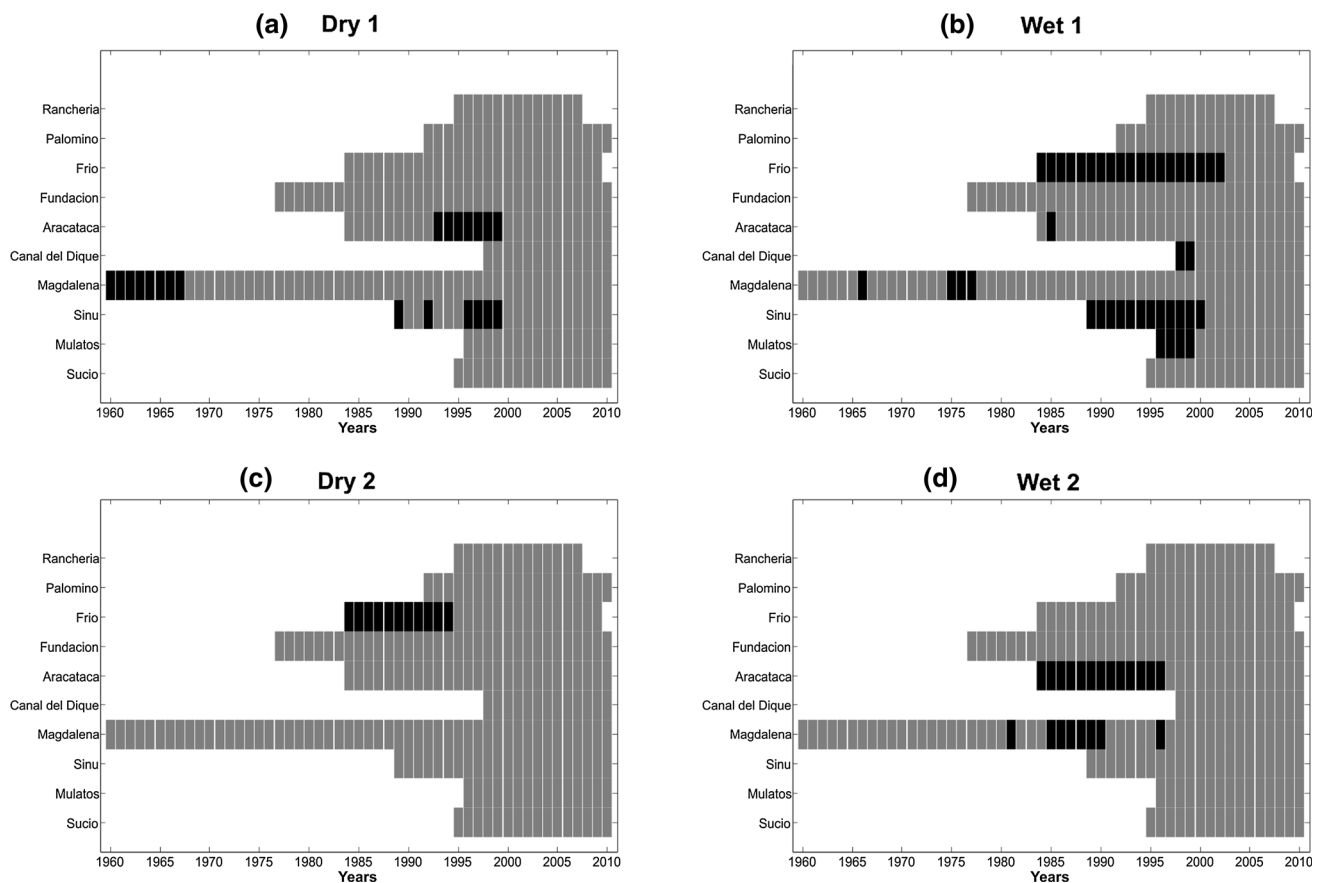 (a) Dry 1
Rancheria
Palomino
Frio
Fundacion
Aracataca
Canal del Dique
Magdalena
Sinu
Mulatos
Sucio
1960 1965 1970 1975 1980 1985 1990 1995 2000 2005 2010
Years
(b) Wet 1
Rancheria
Palomino
Frio
Fundacion
Aracataca
Canal del Dique
Magdalena
Sinu
Mulatos
Sucio
1960 1965 1970 1975 1980 1985 1990 1995 2000 2005 2010
Years
(c) Dry 2
Rancheria
Palomino
Frio
Fundacion
Aracataca
Canal del Dique
Magdalena
Sinu
Mulatos
Sucio
1960 1965 1970 1975 1980 1985 1990 1995 2000 2005 2010
Years
(d) Wet 2
Rancheria
Palomino
Frio
Fundacion
Aracataca
Canal del Dique
Magdalena
Sinu
Mulatos
Sucio
1960 1965 1970 1975 1980 1985 1990 1995 2000 2005 2010
Years